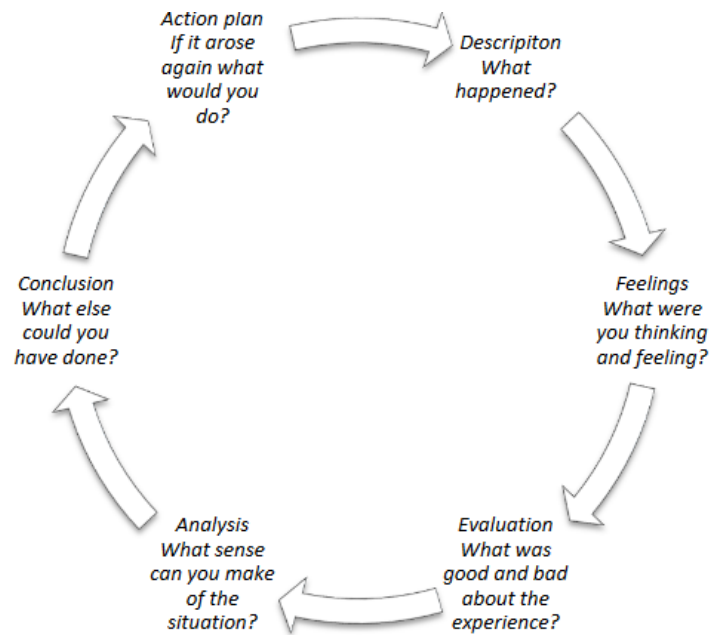 Action plan
If it arose
again what
would you
do?
Descripiton
What
happened?
Feelings
What were
you thinking
and feeling?
Evaluation
What was
good and bad
about the
experience?
Analysis
What sense
can you make
of the
situation?
Conclusion
What else
could you
have done?